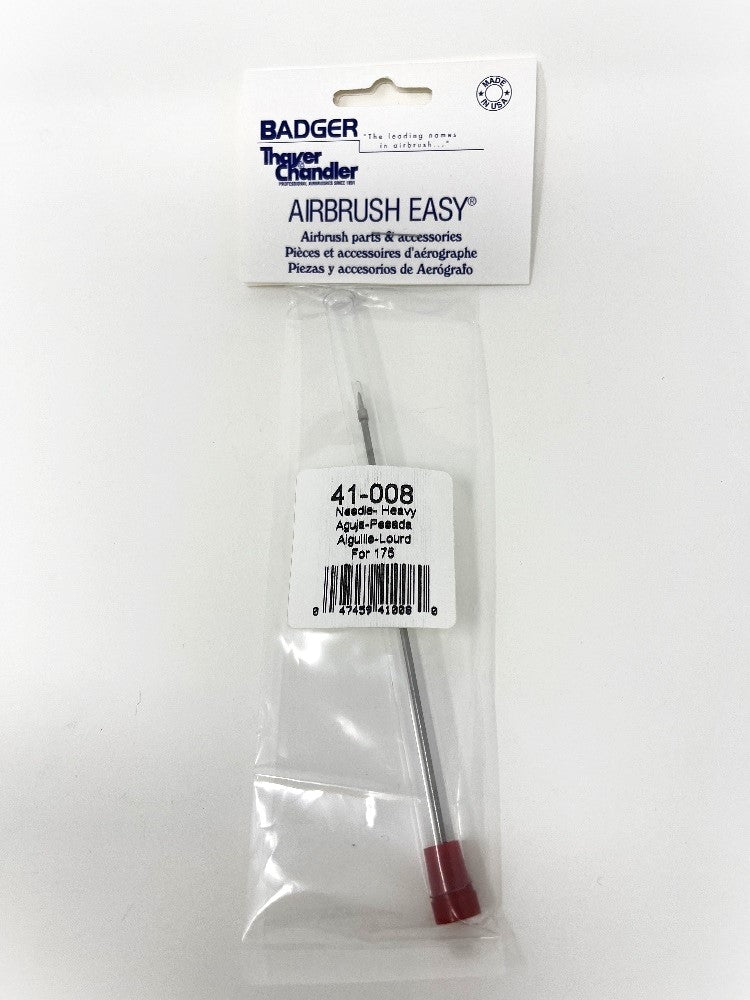 MADE
IN USA
BADGER
"The leading names
in airbrush..."
Thayer &
Chandler
PROFESSIONAL AIRBRUSHES SINCE 1891
AIRBRUSH EASY®
Airbrush parts & accessories
Pièces et accessoires d'aérographe
Piezas y accesorios de Aerógrafo
41-008
Needle- Heavy
Aguja-Pesada
Aiguille-Lourd
For 175
0 47459 41008 0